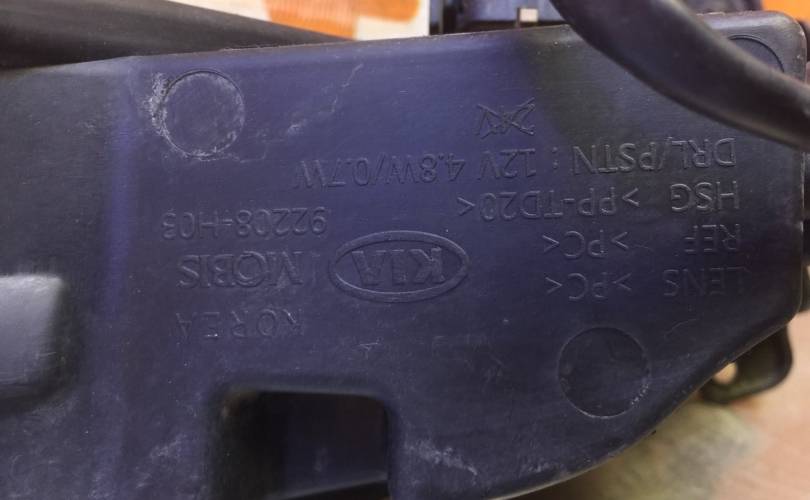 KOREA
LENS >PC<
KIA MOBIS
REF >PC<
HSG >PP-TD20< 92208-H03
DRL/PSTN : 12V 4.8W/0.7W